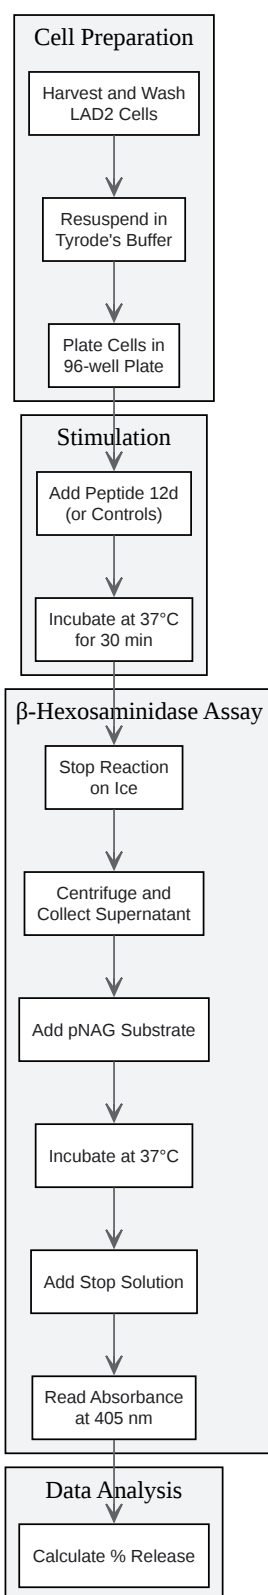 Cell Preparation
Harvest and Wash
LAD2 Cells
Resuspend in
Tyrode's Buffer
Plate Cells in
96-well Plate
Stimulation
Add Peptide 12d
(or Controls)
Incubate at 37°C
for 30 min
β-Hexosaminidase Assay
Stop Reaction
on Ice
Centrifuge and
Collect Supernatant
Add pNAG Substrate
Incubate at 37°C
Add Stop Solution
Read Absorbance
at 405 nm
Data Analysis
Calculate % Release